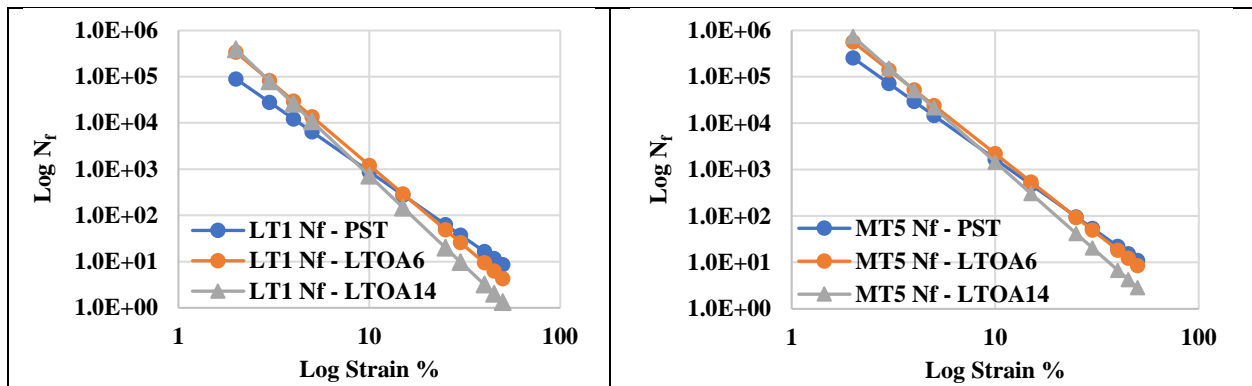 1.0E+06
1.0E+05
1.0E+04
1.0E+03
1.0E+02
1.0E+01
1.0E+00
Log Nf
LT1 Nf - PST
LT1 Nf - LTOA6
LT1 Nf - LTOA14
1 10 100
Log Strain %
1.0E+06
1.0E+05
1.0E+04
1.0E+03
1.0E+02
1.0E+01
1.0E+00
Log Nf
MT5 Nf - PST
MT5 Nf - LTOA6
MT5 Nf - LTOA14
1 10 100
Log Strain %